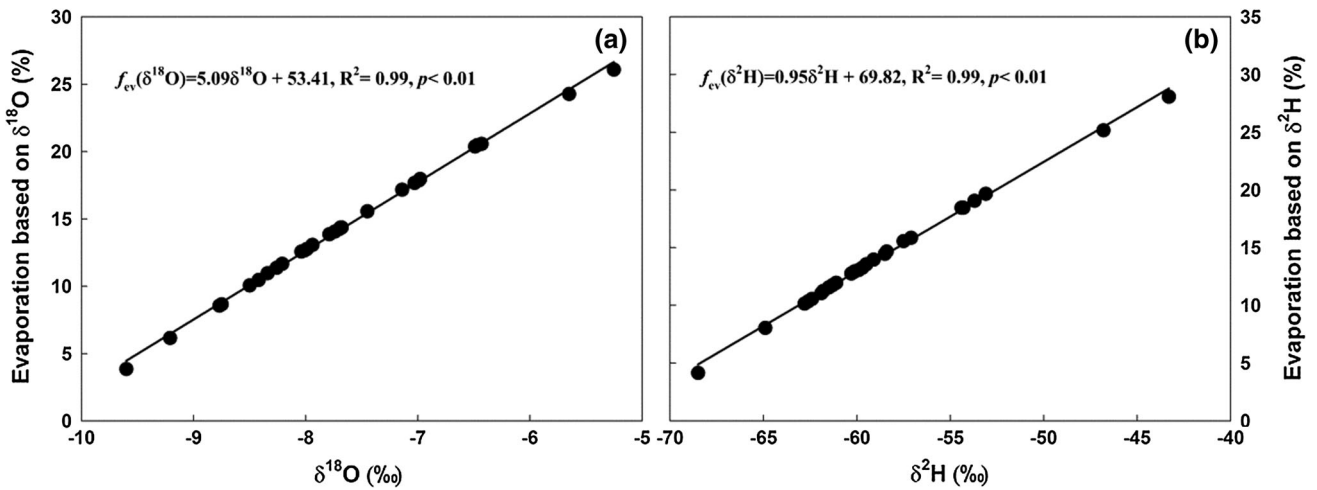 (a)
f_ev(δ¹⁸O)=5.09δ¹⁸O + 53.41, R²= 0.99, p< 0.01
Evaporation based on δ¹⁸O (%)
30
25
20
15
10
5
0
-10 -9 -8 -7 -6 -5
δ¹⁸O (‰)
(b)
f_ev(δ²H)=0.95δ²H + 69.82, R²= 0.99, p< 0.01
Evaporation based on δ²H (%)
35
30
25
20
15
10
5
0
-70 -65 -60 -55 -50 -45 -40
δ²H (‰)